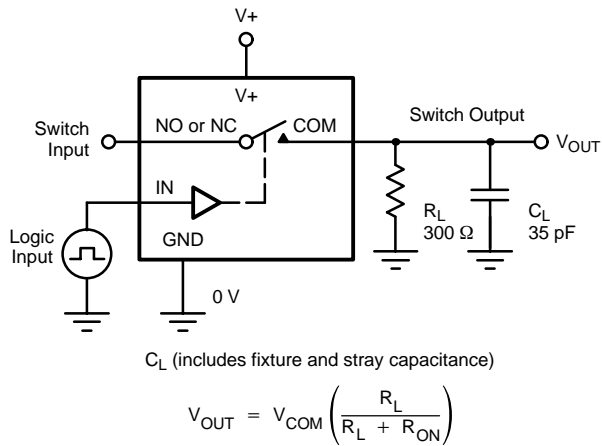 V+
V+
Switch Output
Switch
Input
NO or NC
COM
V_OUT
IN
R_L
300 Ω
C_L
35 pF
Logic
Input
GND
0 V
C_L (includes fixture and stray capacitance)
V_OUT = V_COM ( R_L / R_L + R_ON )